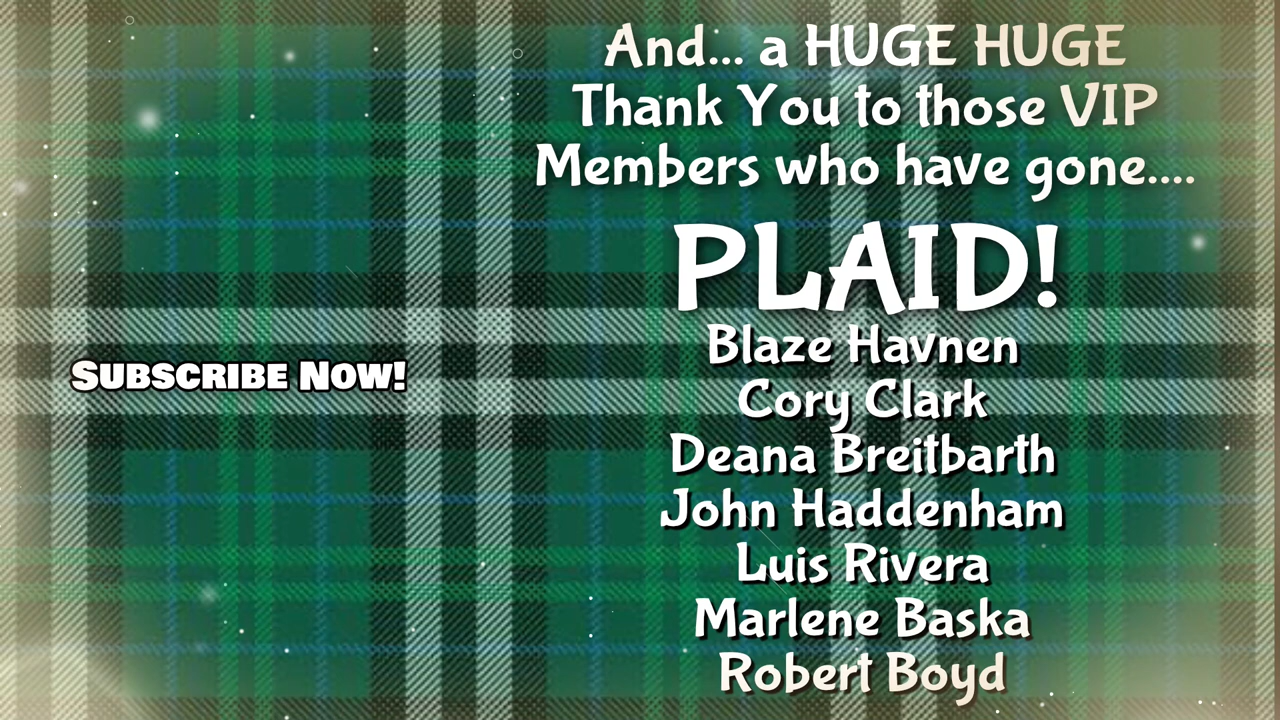 And... a HUGE HUGE
Thank You to those VIP
Members who have gone....
PLAID!
Blaze Havnen
Cory Clark
Deana Breitbarth
John Haddenham
Luis Rivera
Marlene Baska
Robert Boyd
Subscribe Now!